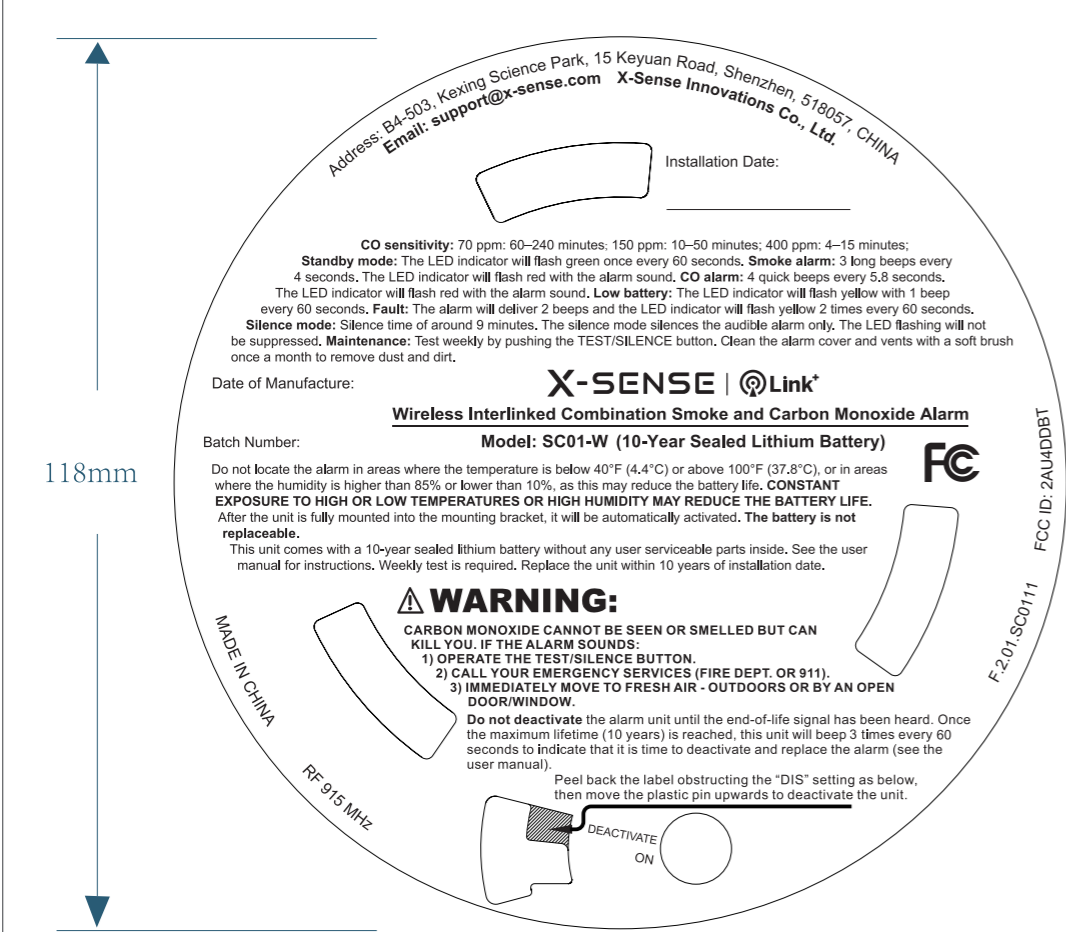 Address: B4-503, Kexing Science Park, 15 Keyuan Road, Shenzhen, 518057, CHINA
Email: support@x-sense.com X-Sense Innovations Co., Ltd.
Installation Date:
CO sensitivity: 70 ppm: 60–240 minutes; 150 ppm: 10–50 minutes; 400 ppm: 4–15 minutes;
Standby mode: The LED indicator will flash green once every 60 seconds. Smoke alarm: 3 long beeps every
4 seconds. The LED indicator will flash red with the alarm sound. CO alarm: 4 quick beeps every 5.8 seconds.
The LED indicator will flash red with the alarm sound. Low battery: The LED indicator will flash yellow with 1 beep
every 60 seconds. Fault: The alarm will deliver 2 beeps and the LED indicator will flash yellow 2 times every 60 seconds.
Silence mode: Silence time of around 9 minutes. The silence mode silences the audible alarm only. The LED flashing will not
be suppressed. Maintenance: Test weekly by pushing the TEST/SILENCE button. Clean the alarm cover and vents with a soft brush
once a month to remove dust and dirt.
Date of Manufacture:
X-SENSE | Link+
Wireless Interlinked Combination Smoke and Carbon Monoxide Alarm
Batch Number:
Model: SC01-W (10-Year Sealed Lithium Battery)
FC
FCC ID: 2AU4DDBT
118mm
Do not locate the alarm in areas where the temperature is below 40°F (4.4°C) or above 100°F (37.8°C), or in areas
where the humidity is higher than 85% or lower than 10%, as this may reduce the battery life. CONSTANT
EXPOSURE TO HIGH OR LOW TEMPERATURES OR HIGH HUMIDITY MAY REDUCE THE BATTERY LIFE.
After the unit is fully mounted into the mounting bracket, it will be automatically activated. The battery is not
replaceable.
This unit comes with a 10-year sealed lithium battery without any user serviceable parts inside. See the user
manual for instructions. Weekly test is required. Replace the unit within 10 years of installation date.
F.2.01.SC0111
MADE IN CHINA
RF 915 MHz
WARNING:
CARBON MONOXIDE CANNOT BE SEEN OR SMELLED BUT CAN
KILL YOU. IF THE ALARM SOUNDS:
1) OPERATE THE TEST/SILENCE BUTTON.
2) CALL YOUR EMERGENCY SERVICES (FIRE DEPT. OR 911).
3) IMMEDIATELY MOVE TO FRESH AIR - OUTDOORS OR BY AN OPEN
DOOR/WINDOW.
Do not deactivate the alarm unit until the end-of-life signal has been heard. Once
the maximum lifetime (10 years) is reached, this unit will beep 3 times every 60
seconds to indicate that it is time to deactivate and replace the alarm (see the
user manual).
Peel back the label obstructing the “DIS” setting as below,
then move the plastic pin upwards to deactivate the unit.
DEACTIVATE
ON